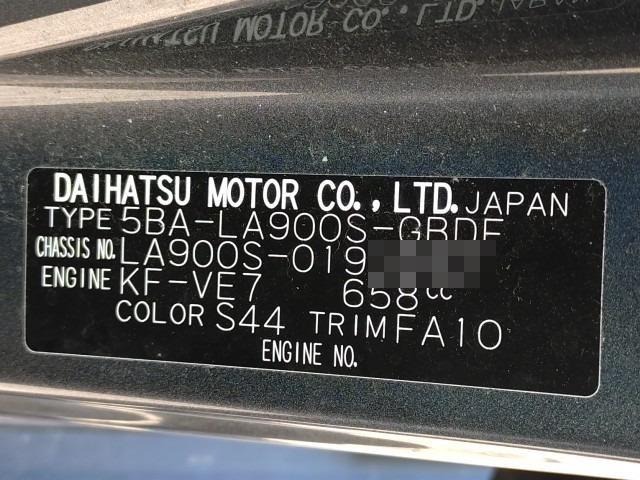 DAIHATSU MOTOR CO., LTD. JAPAN
TYPE 5BA-LA900S-GBDF
CHASSIS NO. LA900S-019
ENGINE KF-VE7 658cc
COLOR S44 TRIM FA10
ENGINE NO.